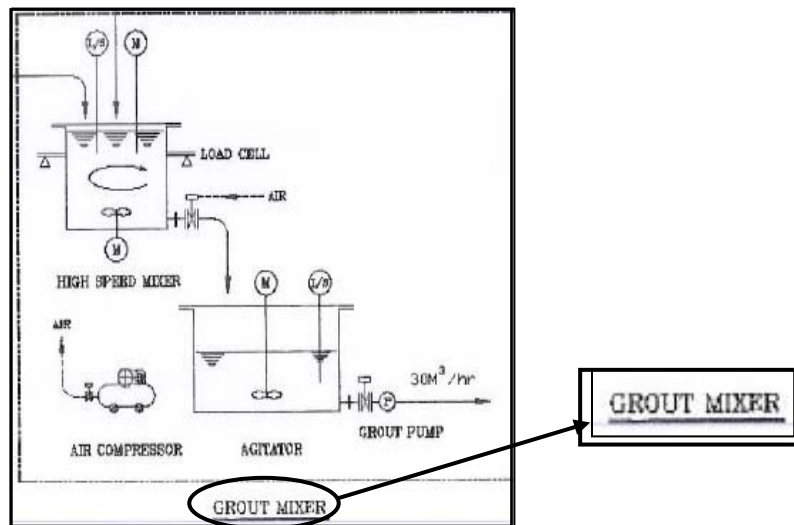 L/S M
LOAD CELL
AIR
M
HIGH SPEED MIXER
M L/S
AIR
30M³/hr
P
AIR COMPRESSOR
AGITATOR
GROUT PUMP
GROUT MIXER
GROUT MIXER